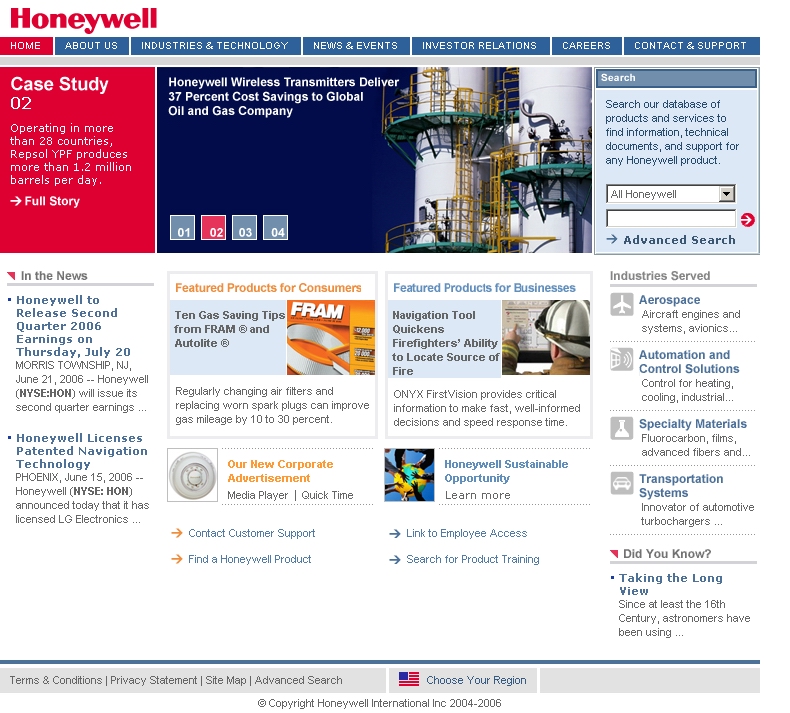 Honeywell
HOME
ABOUT US
INDUSTRIES & TECHNOLOGY
NEWS & EVENTS
INVESTOR RELATIONS
CAREERS
CONTACT & SUPPORT
Case Study
02
Operating in more
than 28 countries,
Repsol YPF produces
more than 1.2 million
barrels per day.
Full Story
Honeywell Wireless Transmitters Deliver
37 Percent Cost Savings to Global
Oil and Gas Company
01 02 03 04
Search
Search our database of
products and services to
find information, technical
documents, and support for
any Honeywell product.
All Honeywell
Advanced Search
In the News
Honeywell to
Release Second
Quarter 2006
Earnings on
Thursday, July 20
MORRIS TOWNSHIP, NJ,
June 21, 2006 -- Honeywell
(NYSE:HON) will issue its
second quarter earnings ...
Honeywell Licenses
Patented Navigation
Technology
PHOENIX, June 15, 2006 --
Honeywell (NYSE: HON)
announced today that it has
licensed LG Electronics ...
Featured Products for Consumers
Ten Gas Saving Tips
from FRAM ® and
Autolite ®
FRAM
Regularly changing air filters and
replacing worn spark plugs can improve
gas mileage by 10 to 30 percent.
Featured Products for Businesses
Navigation Tool
Quickens
Firefighters' Ability
to Locate Source of
Fire
ONYX FirstVision provides critical
information to make fast, well-informed
decisions and speed response time.
Our New Corporate
Advertisement
Media Player | Quick Time
Honeywell Sustainable
Opportunity
Learn more
Contact Customer Support
Find a Honeywell Product
Link to Employee Access
Search for Product Training
Industries Served
Aerospace
Aircraft engines and
systems, avionics...
Automation and
Control Solutions
Control for heating,
cooling, industrial...
Specialty Materials
Fluorocarbon, films,
advanced fibers and...
Transportation
Systems
Innovator of automotive
turbochargers ...
Did You Know?
Taking the Long
View
Since at least the 16th
Century, astronomers have
been using ...
Terms & Conditions | Privacy Statement | Site Map | Advanced Search
Choose Your Region
© Copyright Honeywell International Inc 2004-2006